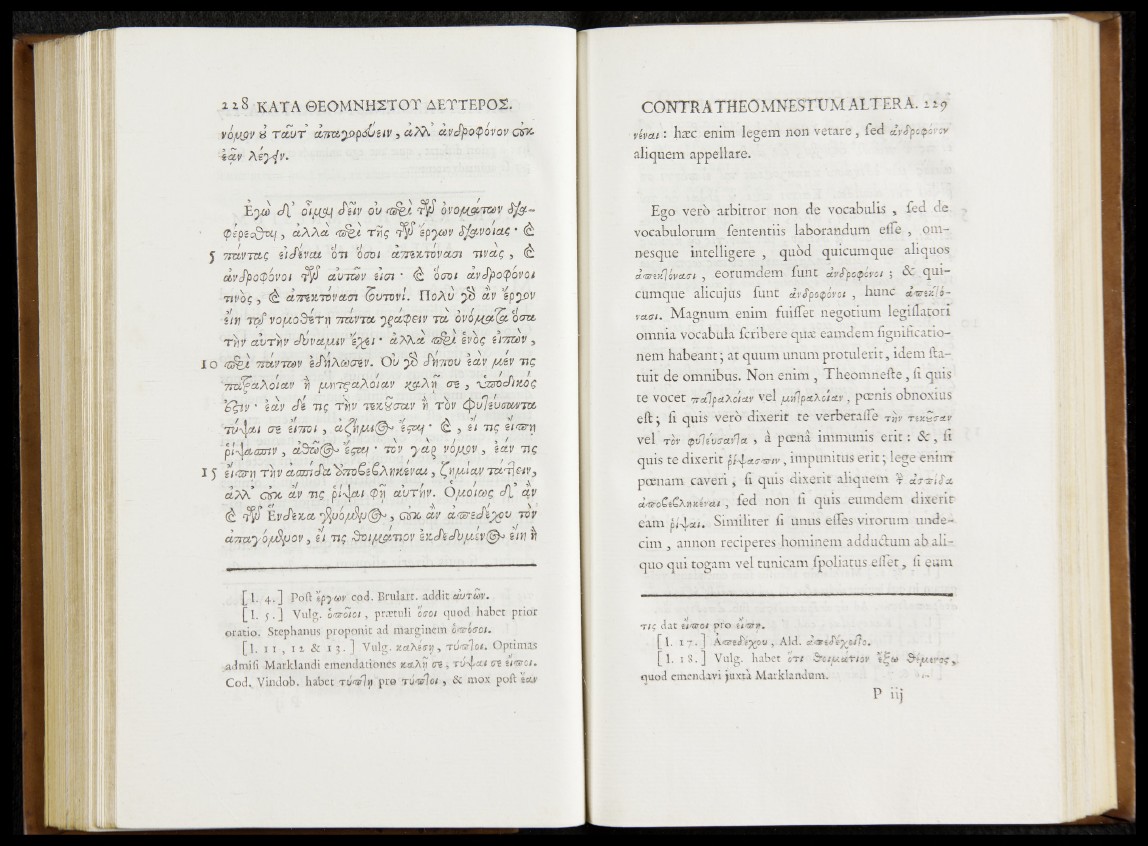 228 ΚΑΤΑ ΘΕΟΜΝΗΣΤΟΥ ΔΕΥΤΕΡΟΣ.
νόμον ȣ ταῦτ᾽ ἀπαγορεύειν, ἀλλ᾽ ἀνδροφόνον οὐκ
ἐᾶν λέγειν.
Ἐγὼ δ᾽ οἶμαι δεῖν οὐ περὶ τῶν ὀνομάτων δια-
φέρεσθαι, ἀλλὰ περὶ τῆς τῶν ἔργων διανοίας· καὶ
5 πάντας εἰδέναι ὅτι ὅσοι ἀπεκτόνασί τινὰς, καὶ
ἀνδροφόνοι τῶν αὐτῶν εἰσι· καὶ ὅσοι ἀνδροφόνοι
τινὸς, καὶ ἀπεκτόνασι τουτονί. Πολὺ γὰρ ἂν ἔργον
εἴη τῷ νομοθέτῃ πάντα γράφειν τὰ ὀνόματα ὅσα
τὴν αὐτὴν δύναμιν ἔχει· ἀλλὰ περὶ ἑνὸς εἰπὼν,
10 περὶ πάντων ἐδήλωσεν. Οὐ γὰρ δήπου ἐὰν μέν τις
πατραλοίαν ἢ μητραλοίαν καλῇ σε, ὑπόδικός
ἐστιν· ἐὰν δέ τις τὴν τεκȣσαν ἢ τὸν φυτεύσαντα
τύψαι σε εἴποι, ἀζήμιος ἔσται· καὶ, εἴ τις εἴπῃ
ῥίψασπιν, ἀθῶος ἔσται· τὸν γὰρ νόμον, ἐάν τις
15 εἴπῃ τὴν ἀσπίδα ἀποβεβληκέναι, ζημίαν τάττειν,
ἀλλ᾽ οὐκ ἄν τις ῥίψαι φῇ αὐτήν. Ὁμοίως δ᾽ ἂν
καὶ τῶν Ἕνδεκα γενόμενος, οὐκ ἂν ἀπεδέχου τὸν
ἀπαγόμενον, εἴ τις θοιμάτιον ἐκδεδυμένος εἴη ἢ
[ l. 4. ] Post ἔργων cod. Brulart. addit αὐτῶν.
[ l. 5. ] Vulg. ὁποῖοι, prætuli ὅσοι quod habet prior
oratio. Stephanus proponit ad marginem ὁπόσοι.
[ l. 11, 12 & 13. ] Vulg. καλέσῃ, τύπτοι. Optimas
admisi Marklandi emendationes καλῇ σε, τύψαι σε εἴποι.
Cod. Vindob. habet τύπτῃ pro τύπτοι, & mox post ἐὰν
CONTRA THEOMNESTUM ALTERA. 229
νέναι : hæc enim legem non vetare, sed ἀνδροφόνον
aliquem appellare.
Ego verò arbitror non de vocabulis, sed de
vocabulorum sententiis laborandum esse, om-
nesque intelligere, quòd quicumque aliquos
ἀπεκτόνασι, eorumdem sunt ἀνδροφόνοι ; & qui-
cumque alicujus sunt ἀνδροφόνοι, hunc ἀπεκτό-
νασι. Magnum enim fuisset negotium legislatori
omnia vocabula scribere quæ eamdem significatio-
nem habeant ; at quum unum protulerit, idem sta-
tuit de omnibus. Non enim, Theomneste, si quis
te vocet πατραλοίαν vel μητραλοίαν, pœnis obnoxius
est ; si quis verò dixerit te verberasse τὴν τεκȣσαν
vel τὸν φυτεύσαντα, à pœnâ immunis erit : &, si
quis te dixerit ῥίψασπιν, impunitus erit ; lege enim
pœnam caveri, si quis dixerit aliquem τὴν ἀσπίδα
ἀποβεβληκέναι, sed non si quis eumdem dixerit
eam ῥίψαι. Similiter si unus esses virorum unde-
cim, annon reciperes hominem adductum ab ali-
quo qui togam vel tunicam spoliatus esset, si eum
τις dat εἴποι pro εἴπῃ.
[ l. 17. ] Ἀπεδέχου, Ald. ἀπεδέχετο.
[ l. 18. ] Vulg. habet ὅτι θοιμάτιον ἔξω θέμενος,
quod emendavi juxtà Marklandum.
P iij